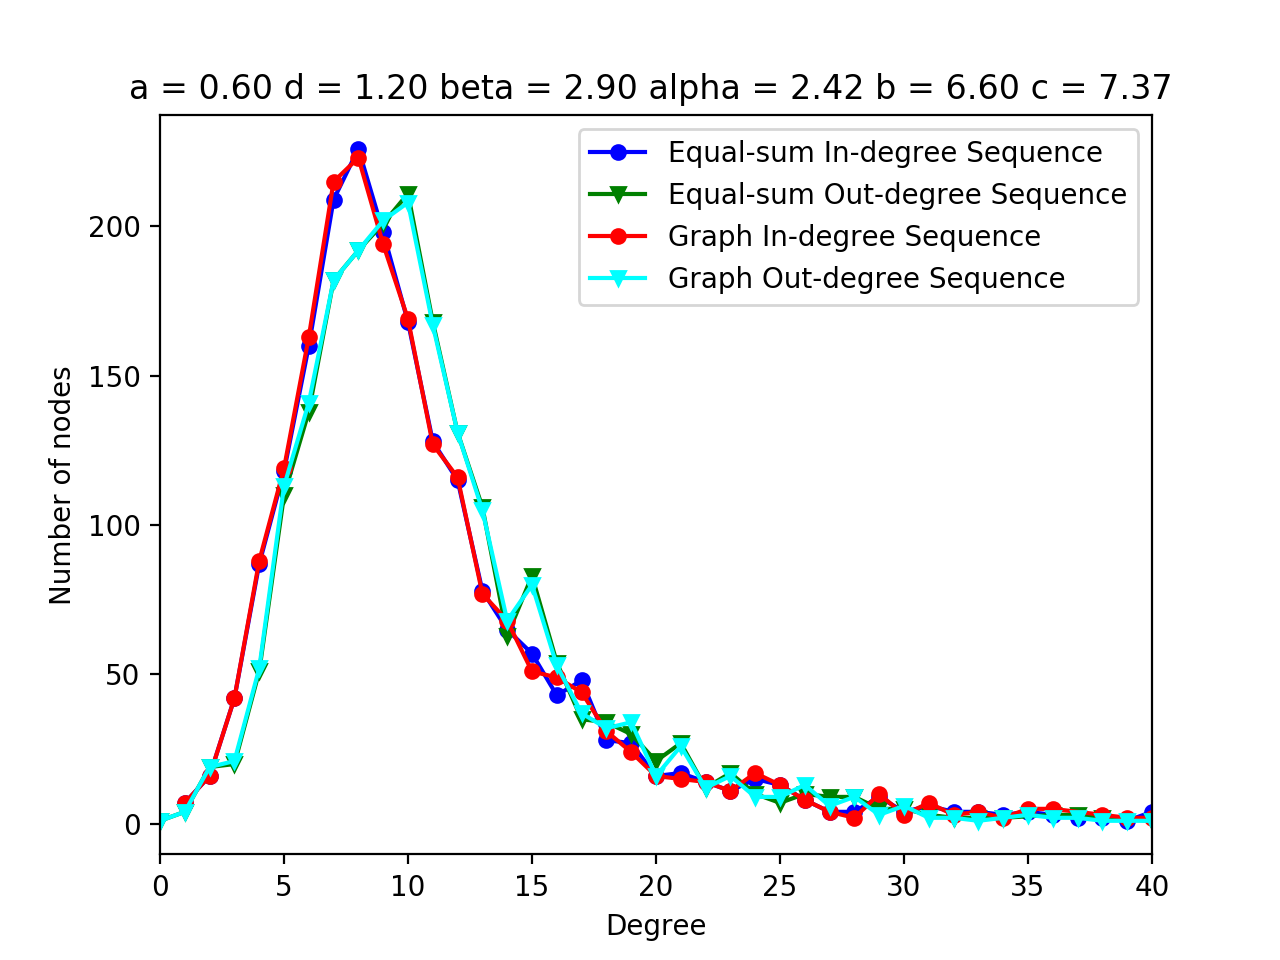 a = 0.60 d = 1.20 beta = 2.90 alpha = 2.42 b = 6.60 c = 7.37
Equal-sum In-degree Sequence
Equal-sum Out-degree Sequence
Graph In-degree Sequence
Graph Out-degree Sequence
Number of nodes
200
150
100
50
0
0 5 10 15 20 25 30 35 40
Degree